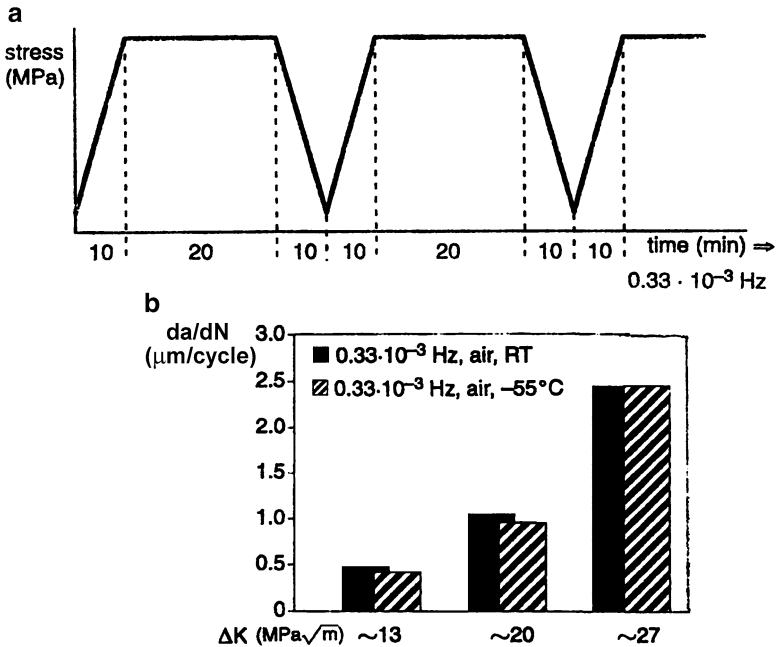 a
stress
(MPa)
10 20 10 10 20 10 10 time (min) ⇒
0.33 · 10–3 Hz
b
da/dN
(μm/cycle)
3.0
0.33·10–3 Hz, air, RT
2.5
0.33·10–3 Hz, air, –55°C
2.0
1.5
1.0
0.5
0
ΔK (MPa√m) ~13 ~20 ~27